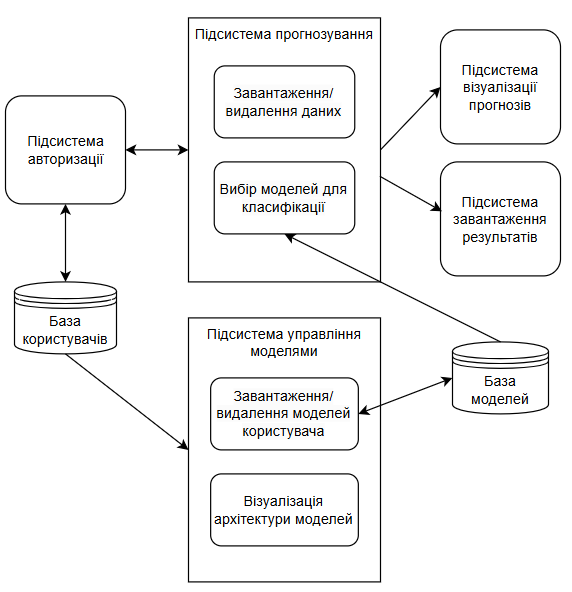 Підсистема прогнозування
Завантаження/
видалення даних
Вибір моделей для
класифікації
Підсистема
авторизації
База
користувачів
Підсистема
візуалізації
прогнозів
Підсистема
завантаження
результатів
Підсистема управління
моделями
Завантаження/
видалення моделей
користувача
Візуалізація
архітектури моделей
База
моделей